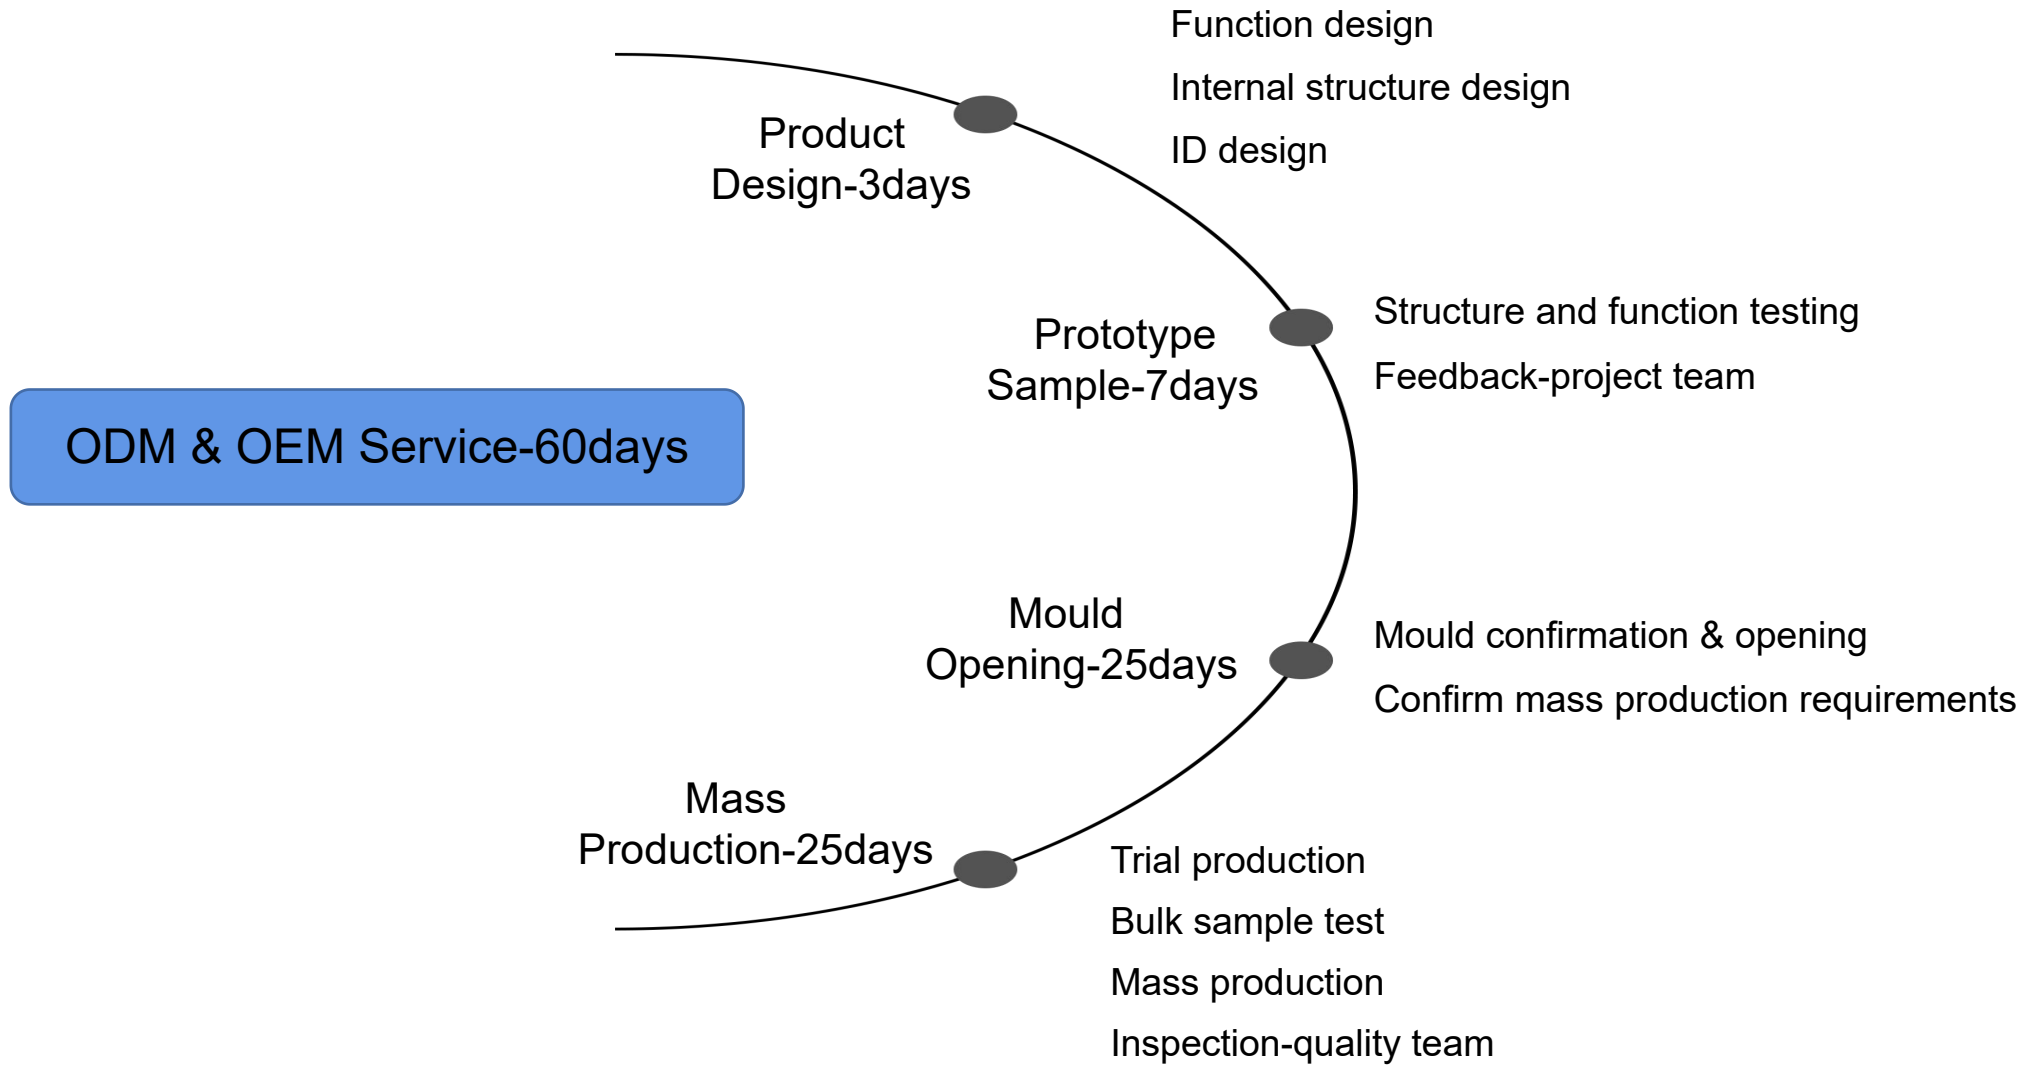 Function design
Internal structure design
ID design
Product
Design-3days
Structure and function testing
Feedback-project team
Prototype
Sample-7days
ODM & OEM Service-60days
Mould
Opening-25days
Mould confirmation & opening
Confirm mass production requirements
Mass
Production-25days
Trial production
Bulk sample test
Mass production
Inspection-quality team